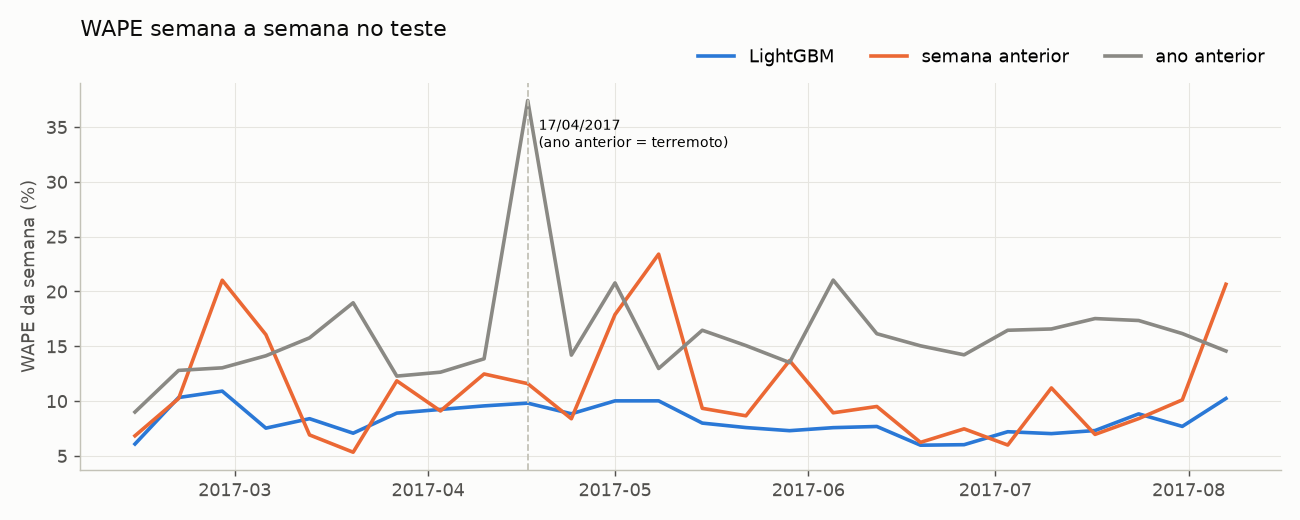 WAPE semana a semana no teste
LightGBM
semana anterior
ano anterior
WAPE da semana (%)
35
30
25
20
15
10
5
17/04/2017
(ano anterior = terremoto)
2017-03
2017-04
2017-05
2017-06
2017-07
2017-08